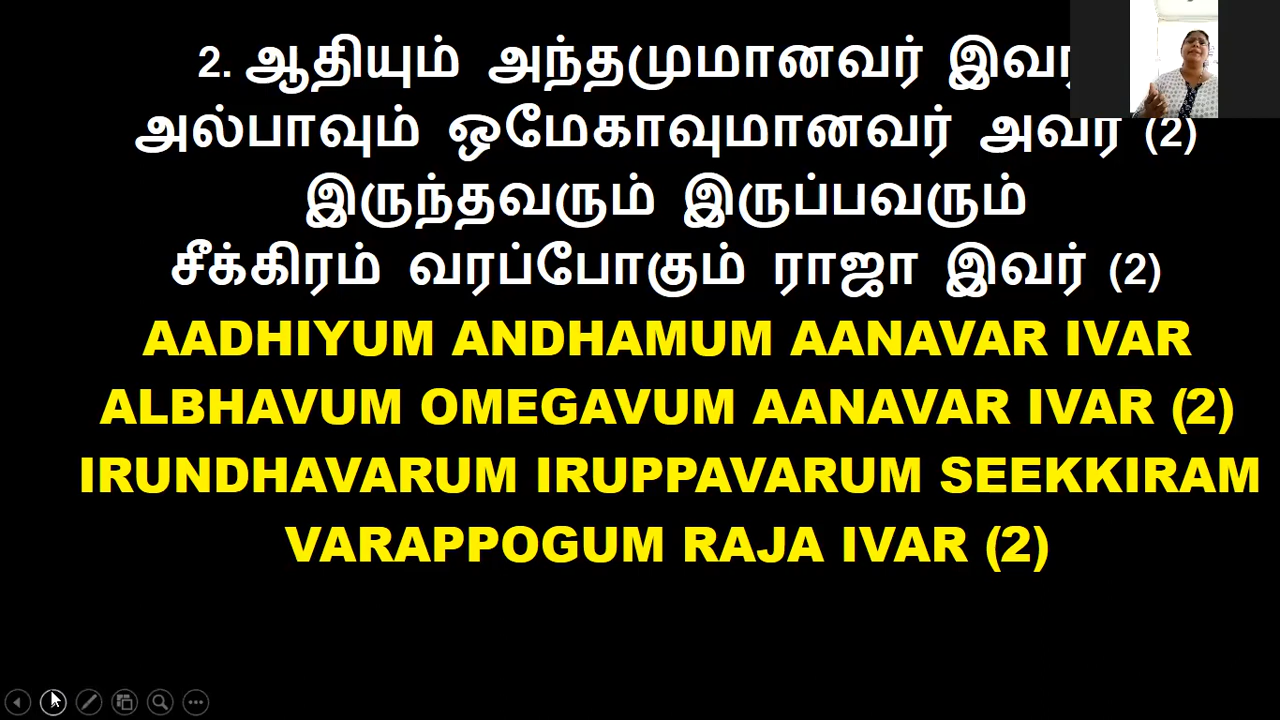 2. ஆதியும் அந்தமுமானவர்
அல்பாவும் ஒமேகாவுமானவர் அவர் (2)
இருந்தவரும் இருப்பவரும்
சீக்கிரம் வரப்போகும் ராஜா இவர் (2)
AADHIYUM ANDHAMUM AANAVAR IVAR
ALBHAVUM OMEGAVUM AANAVAR IVAR (2)
IRUNDHAVARUM IRUPPAVARUM SEEKKIRAM
VARAPPOGUM RAJA IVAR (2)